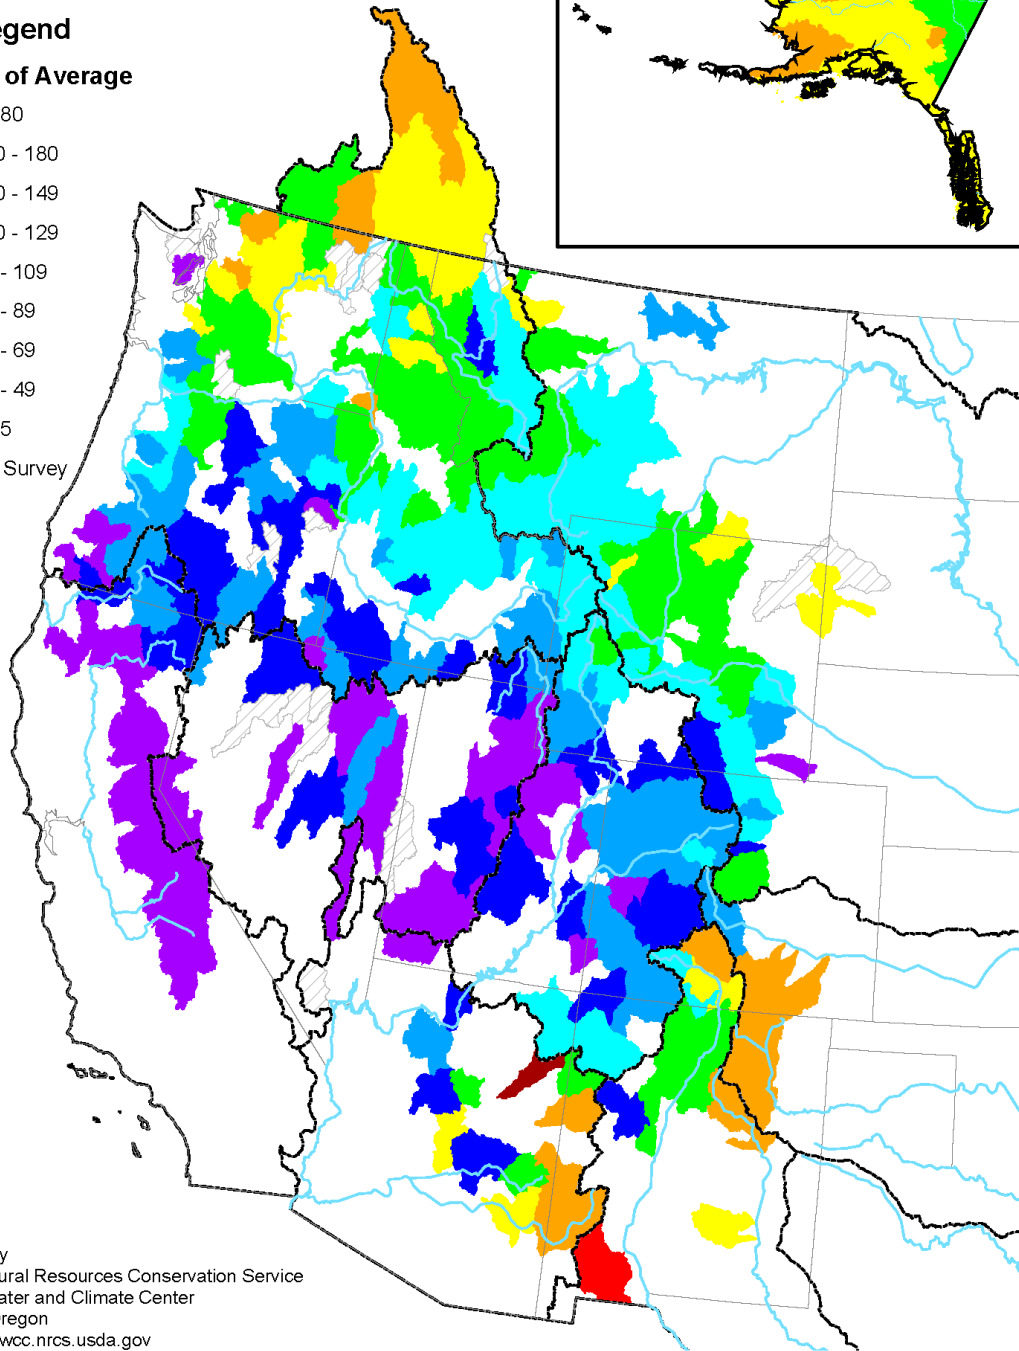 egend
of Average
80
0 - 180
0 - 149
0 - 129
- 109
- 89
- 69
- 49
5
Survey
y
ural Resources Conservation Service
ater and Climate Center
Oregon
wcc.nrcs.usda.gov